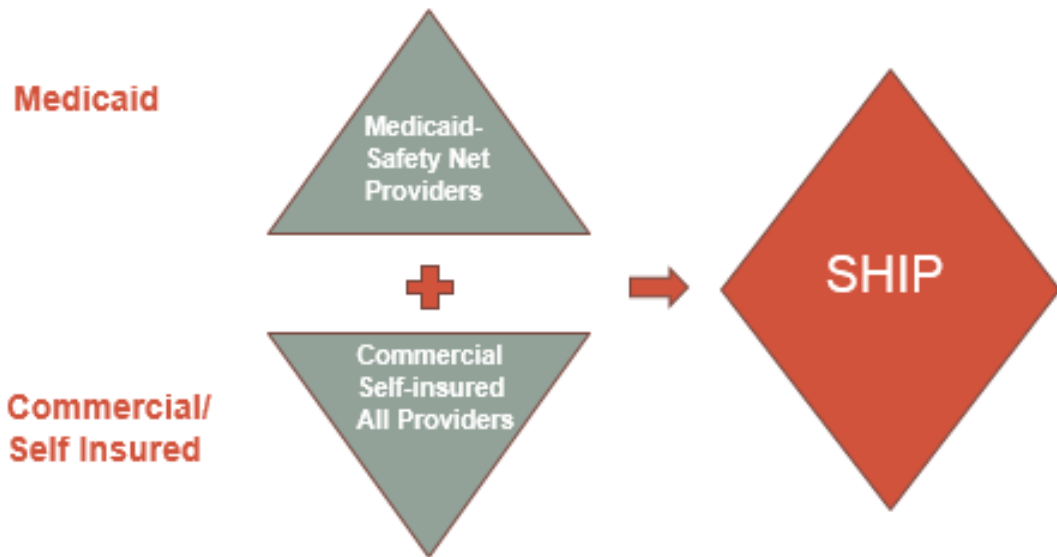 Medicaid
Medicaid-
Safety Net
Providers
Commercial
Self-insured
All Providers
Commercial/
Self Insured
SHIP